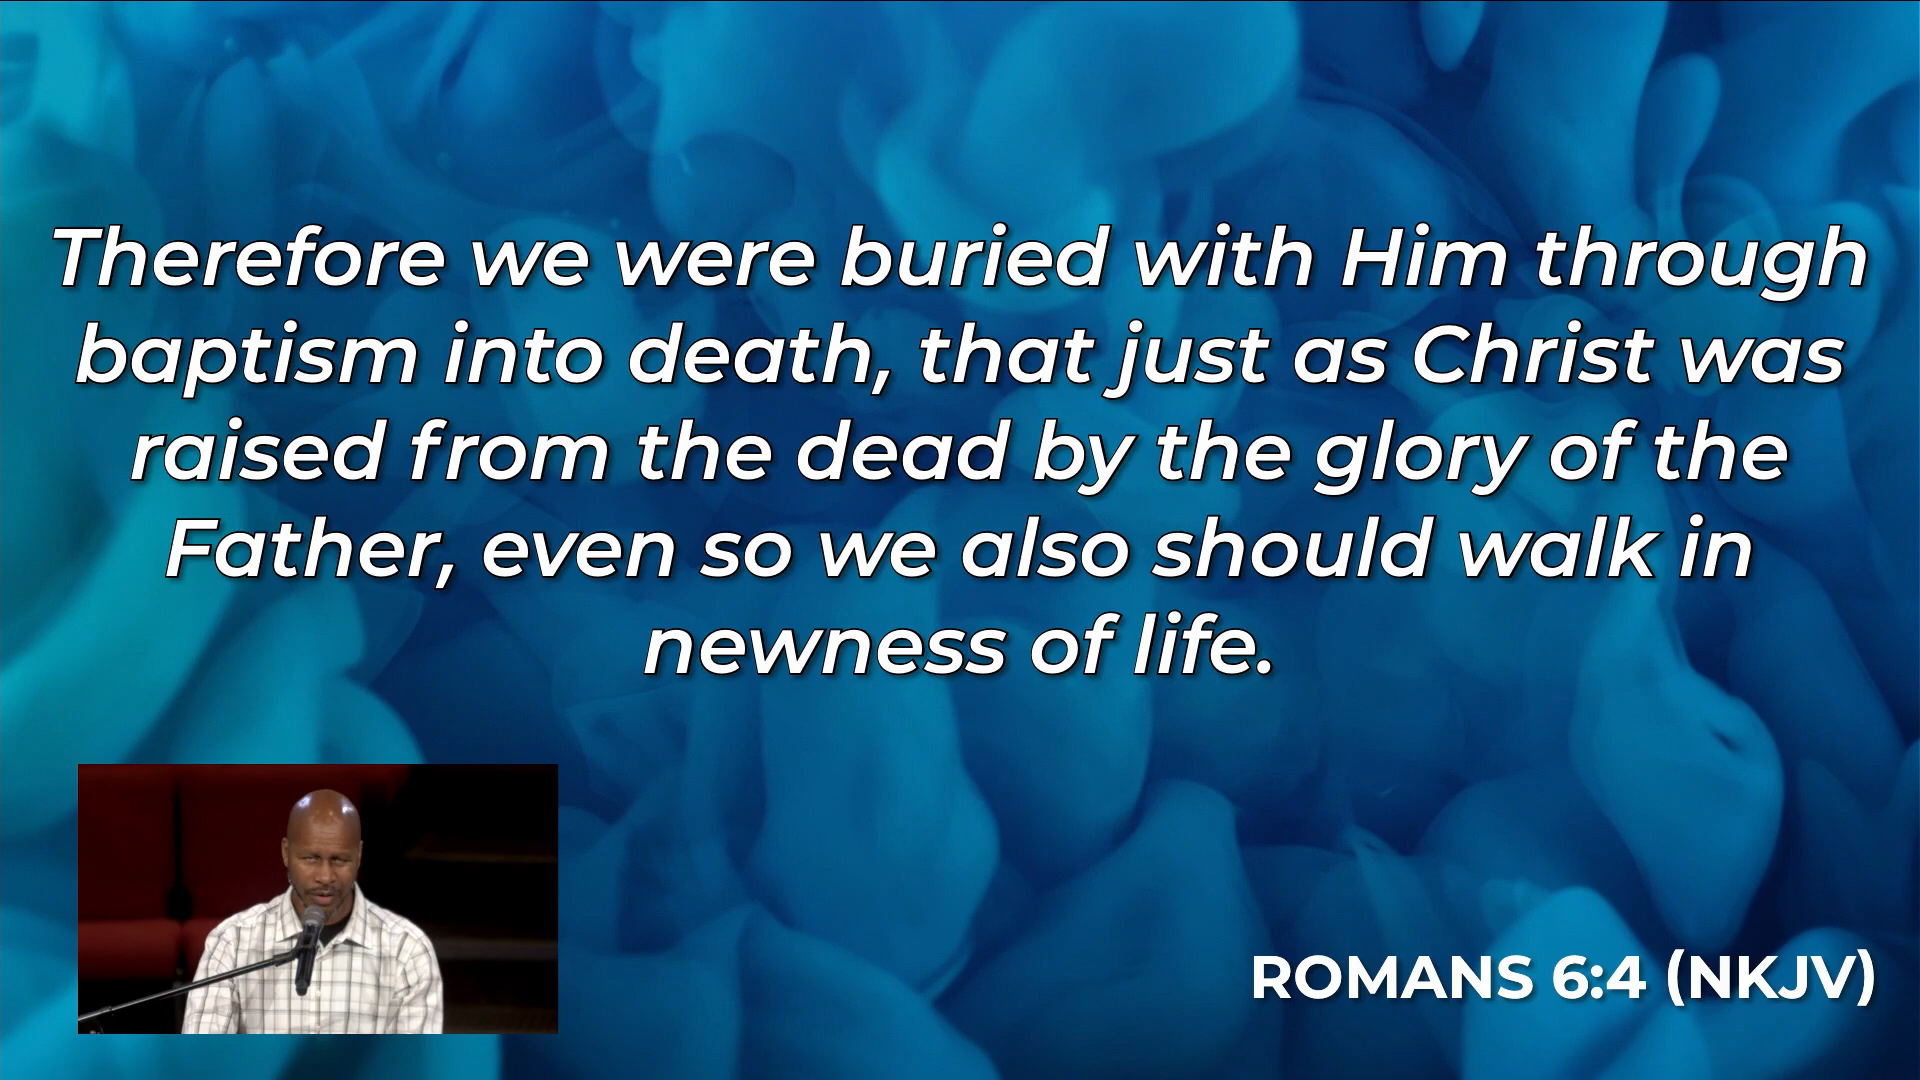 Therefore we were buried with Him through
baptism into death, that just as Christ was
raised from the dead by the glory of the
Father, even so we also should walk in
newness of life.
ROMANS 6:4 (NKJV)